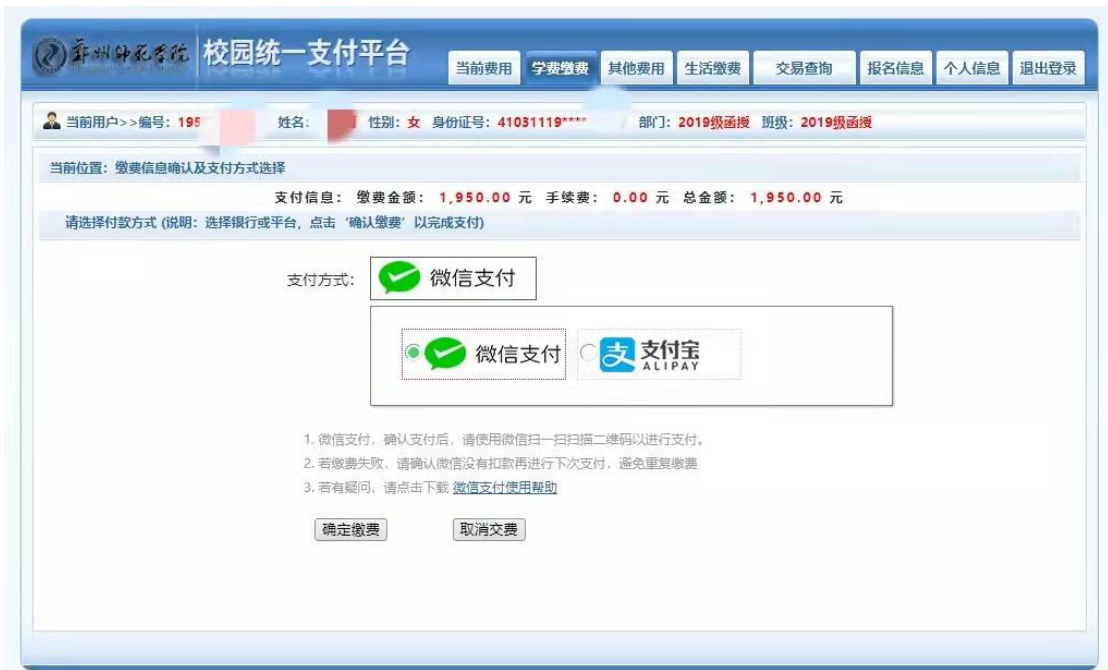 郑州师范学院 校园统一支付平台
当前费用 学费缴费 其他费用 生活缴费 交易查询 报名信息 个人信息 退出登录
当前用户>>编号：195 姓名： 性别：女 身份证号：41031119**** 部门：2019级函授 班级：2019级函授
当前位置：缴费信息确认及支付方式选择
支付信息： 缴费金额：1,950.00 元 手续费：0.00 元 总金额：1,950.00 元
请选择付款方式 (说明：选择银行或平台，点击‘确认缴费’以完成支付)
支付方式： 微信支付
微信支付 支付宝
ALIPAY
1. 微信支付，确认支付后，请使用微信扫一扫扫描二维码以进行支付。
2. 若缴费失败，请确认微信没有扣款再进行下次支付，避免重复缴费
3. 若有疑问，请点击下载 微信支付使用帮助
确定缴费 取消交费